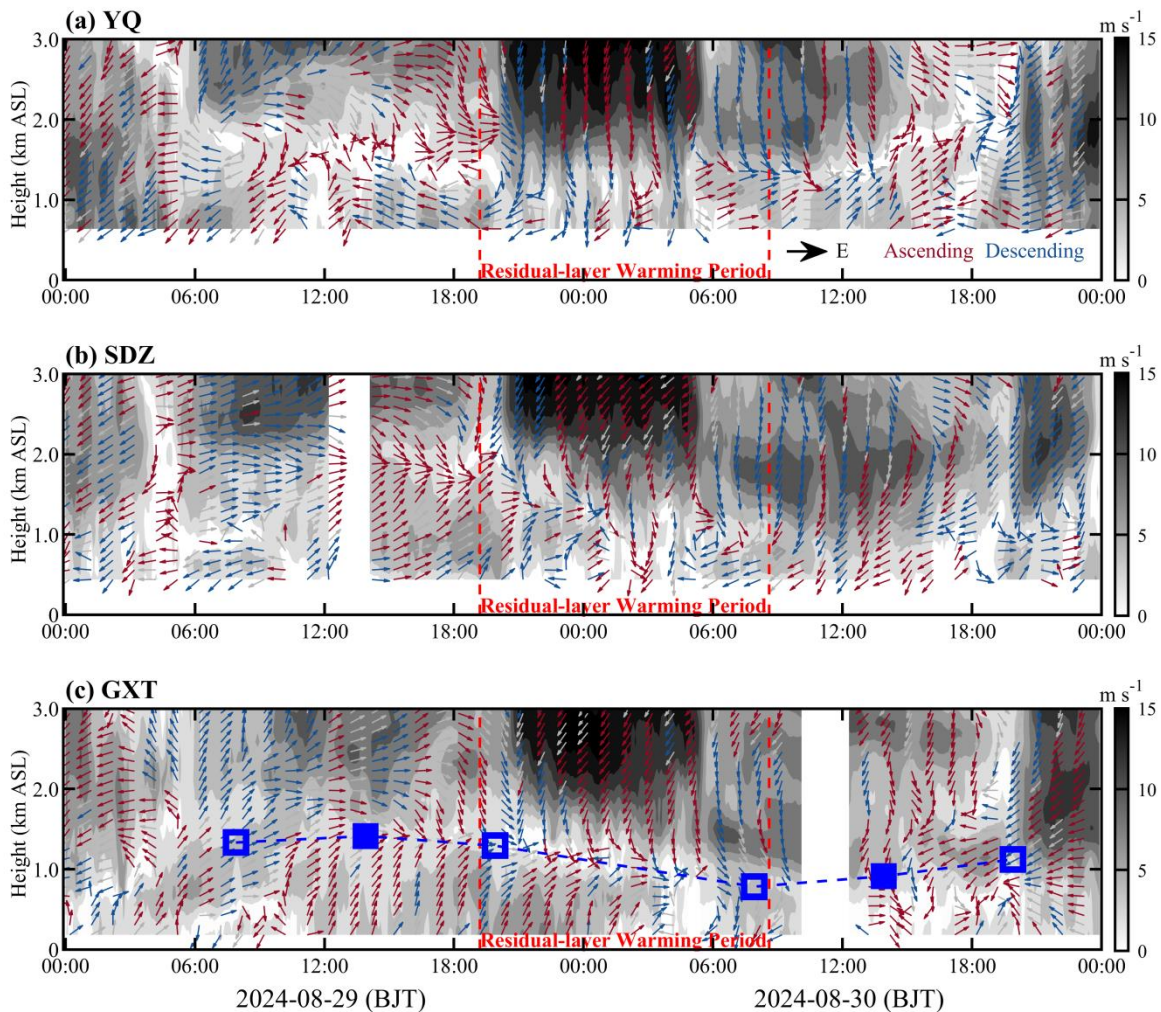 (a) YQ
m s⁻¹
3.0
2.0
1.0
0
Height (km ASL)
15
10
5
0
E Ascending Descending
Residual-layer Warming Period
00:00 06:00 12:00 18:00 00:00 06:00 12:00 18:00 00:00
(b) SDZ
m s⁻¹
3.0
2.0
1.0
0
Height (km ASL)
15
10
5
0
Residual-layer Warming Period
00:00 06:00 12:00 18:00 00:00 06:00 12:00 18:00 00:00
(c) GXT
m s⁻¹
3.0
2.0
1.0
0
Height (km ASL)
15
10
5
0
Residual-layer Warming Period
00:00 06:00 12:00 18:00 00:00 06:00 12:00 18:00 00:00
2024-08-29 (BJT) 2024-08-30 (BJT)